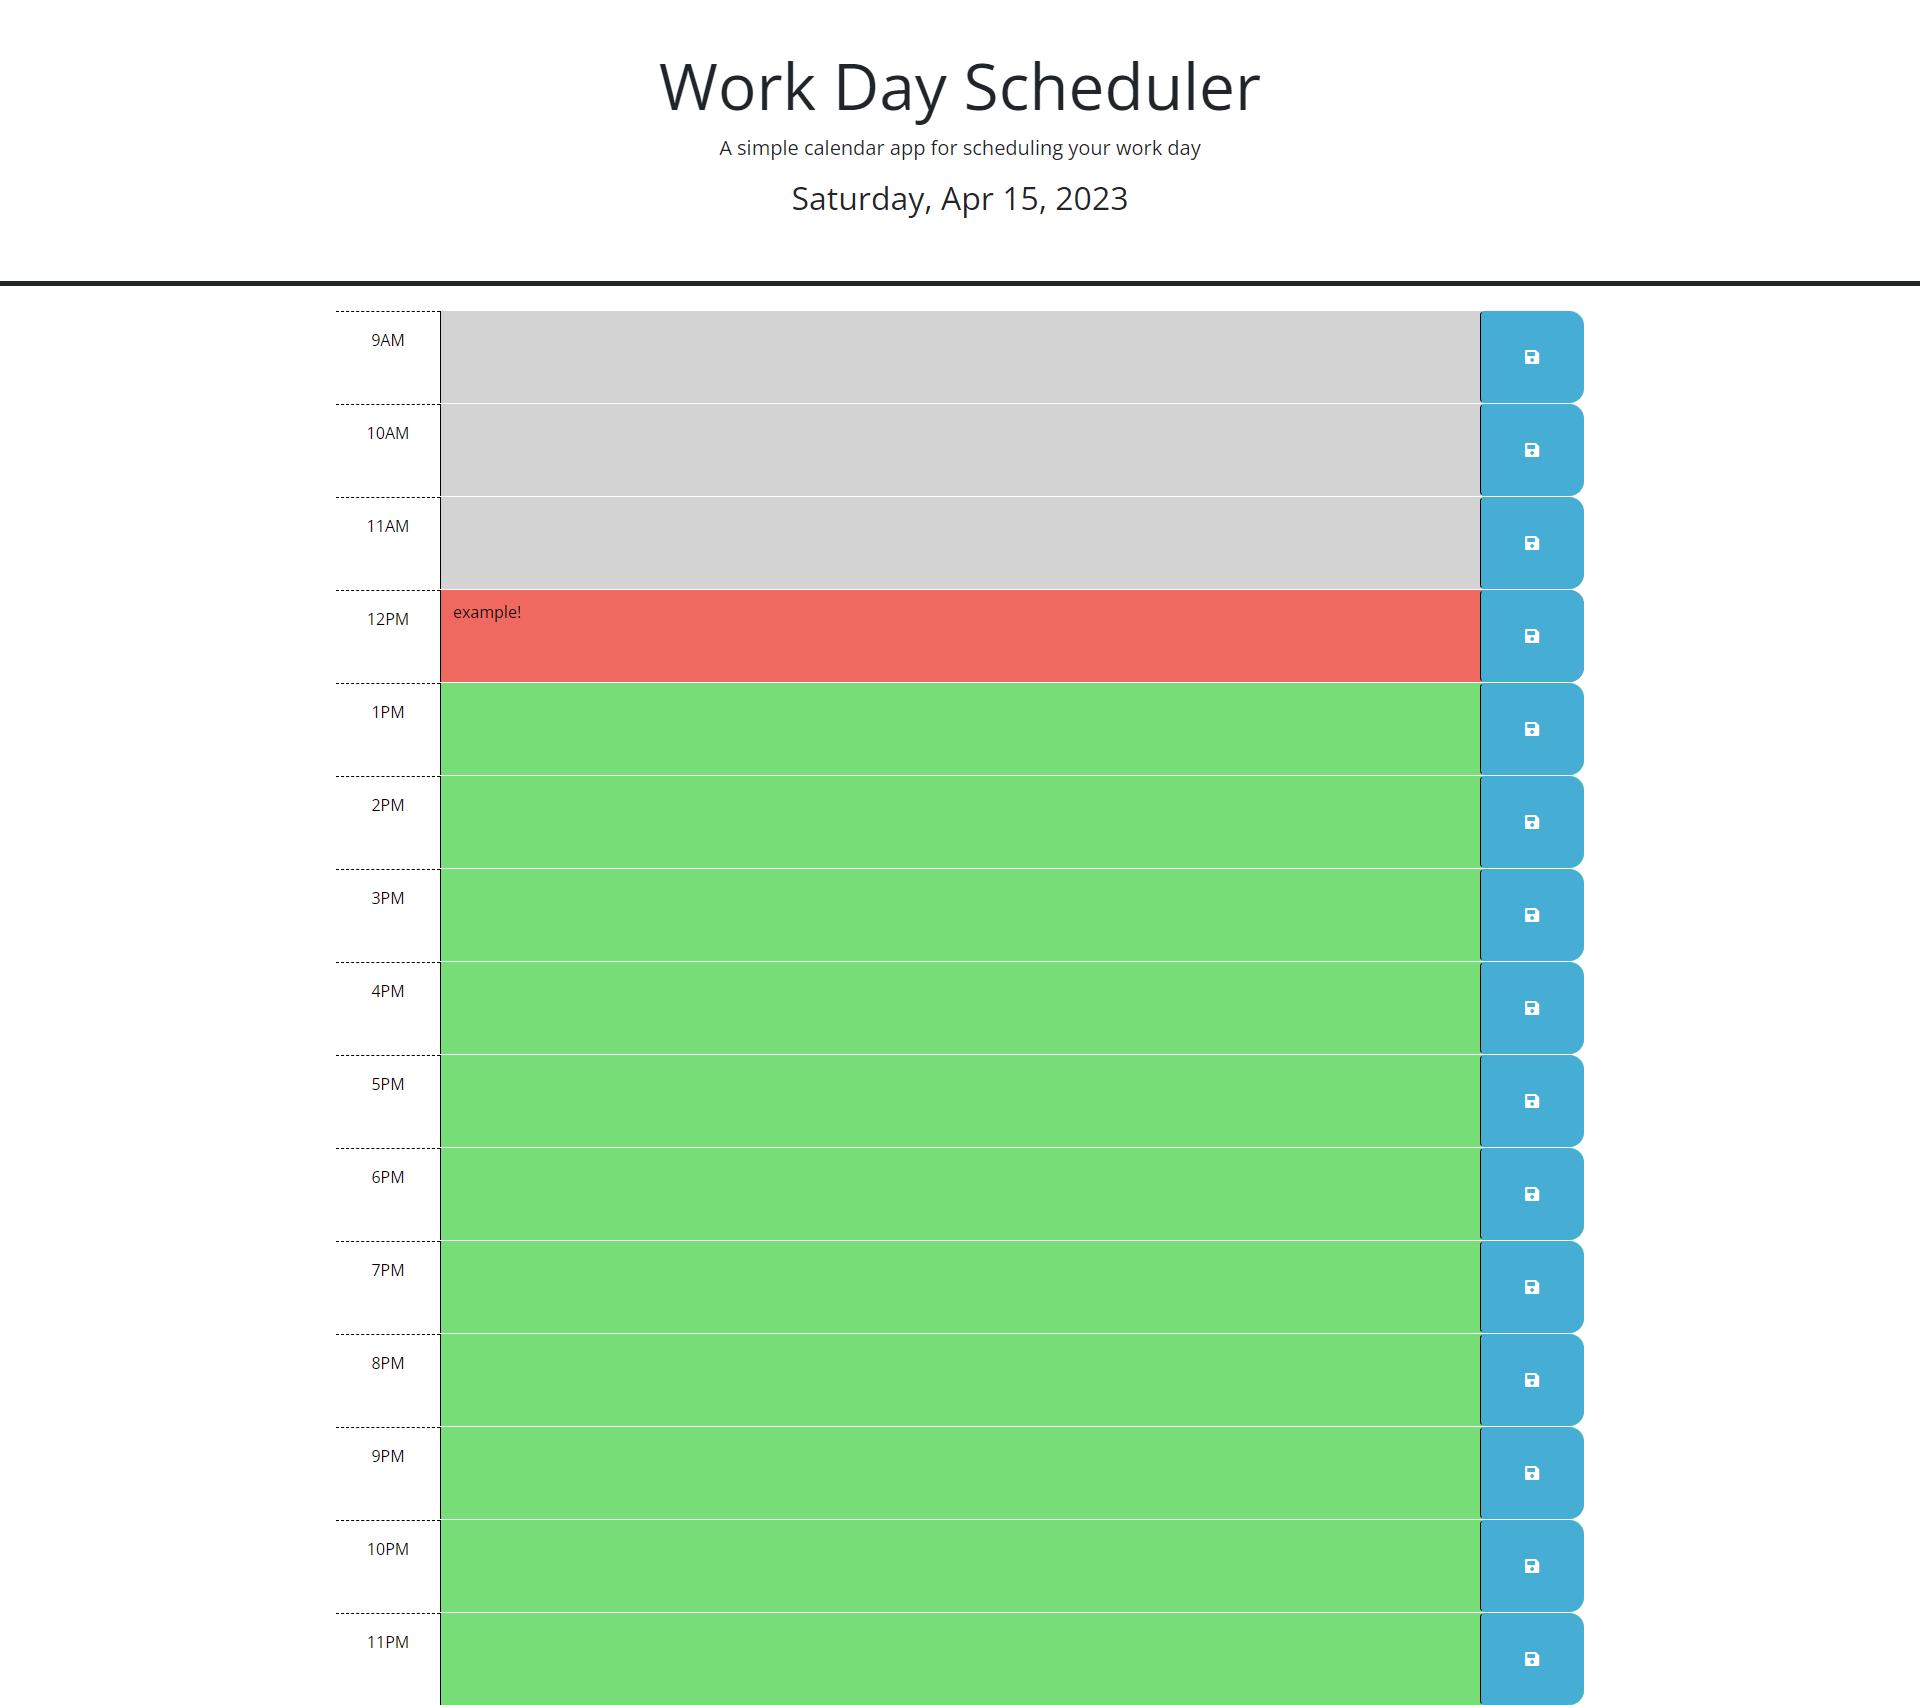 Work Day Scheduler
A simple calendar app for scheduling your work day
Saturday, Apr 15, 2023
9AM
10AM
11AM
12PM example!
1PM
2PM
3PM
4PM
5PM
6PM
7PM
8PM
9PM
10PM
11PM